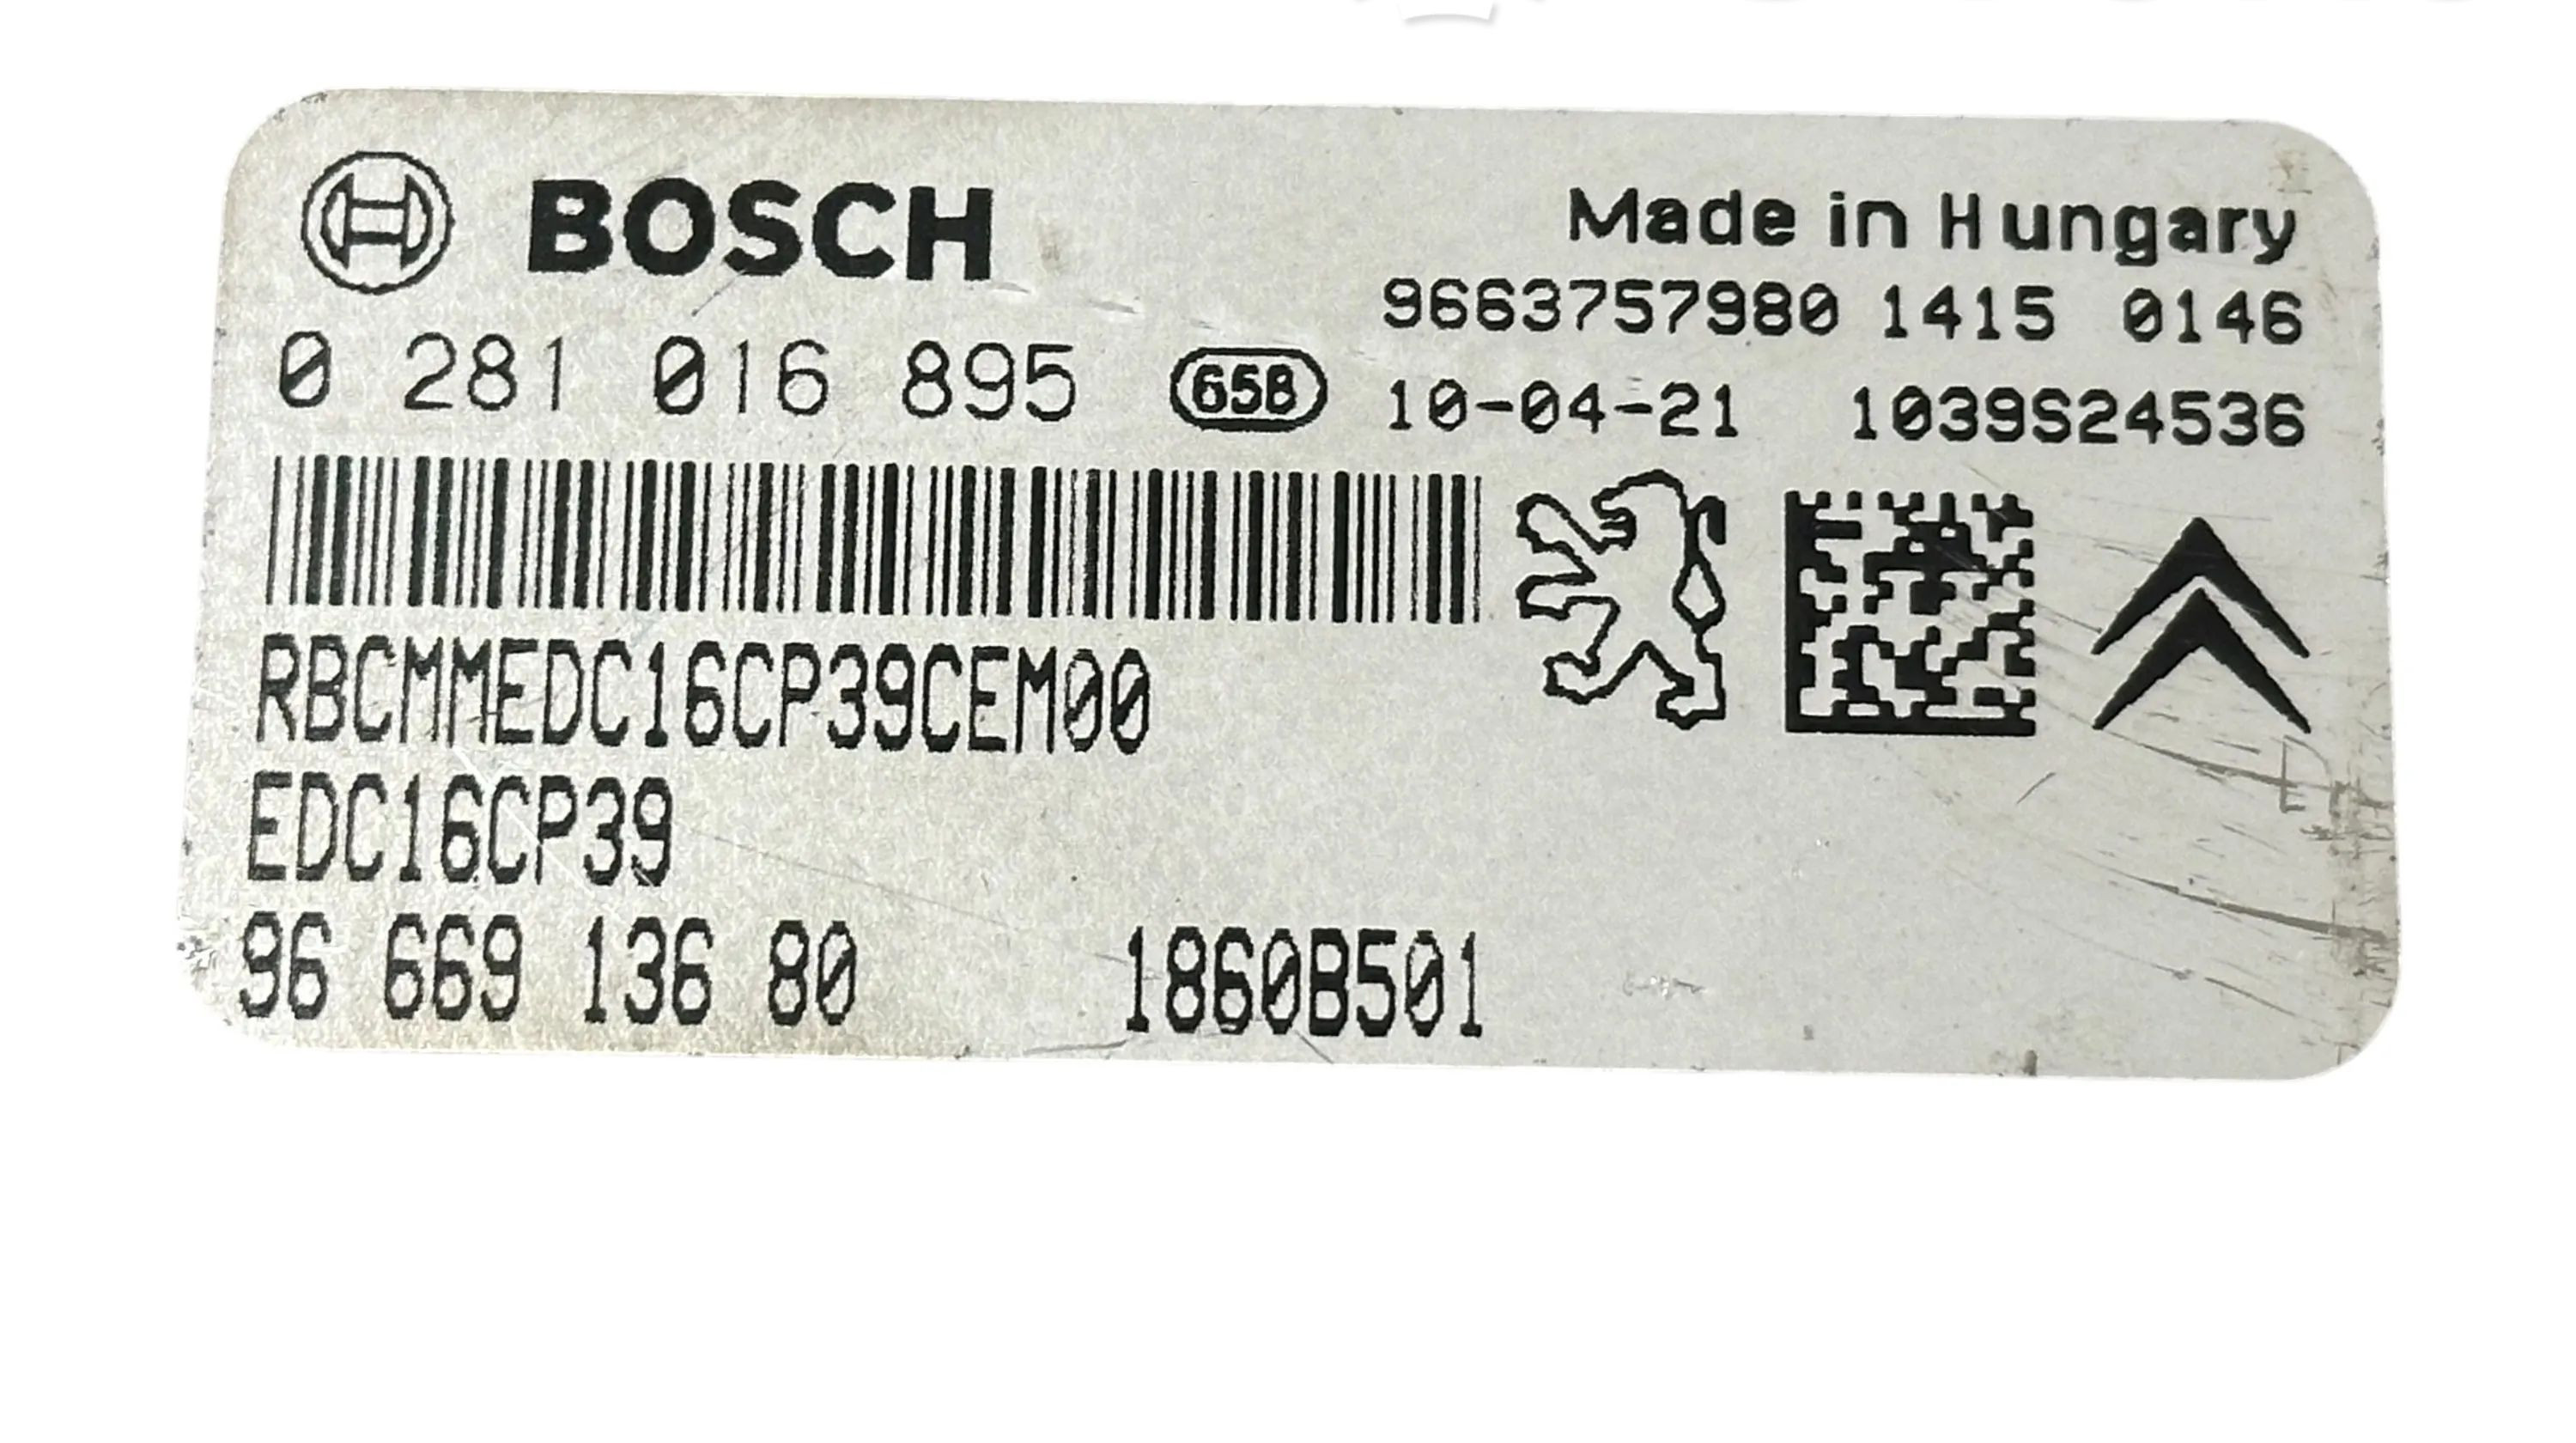 BOSCH
Made in Hungary
9663757980 1415 0146
0 281 016 895 65B 10-04-21 1039S24536
RBCMMEDC16CP39CEM00
EDC16CP39
96 669 136 80 1860B501